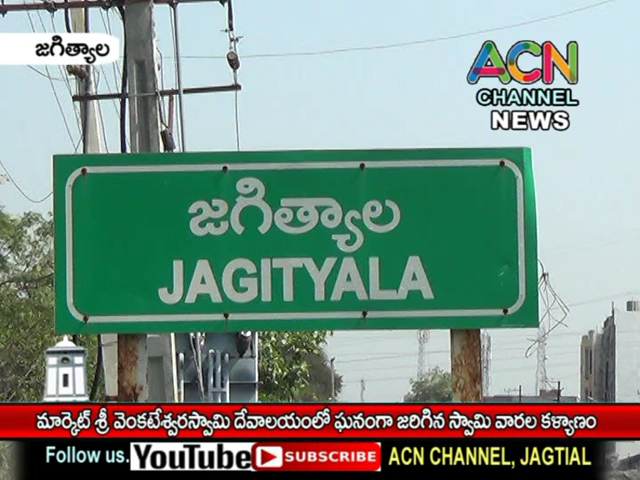 జగిత్యాల
ACN
CHANNEL
NEWS
జగిత్యాల
JAGITYALA
మార్కెట్ శ్రీ వెంకటేశ్వరస్వామి దేవాలయంలో ఘనంగా జరిగిన స్వామి వారల కళ్యాణం
Follow us. YouTube SUBSCRIBE ACN CHANNEL, JAGTIAL